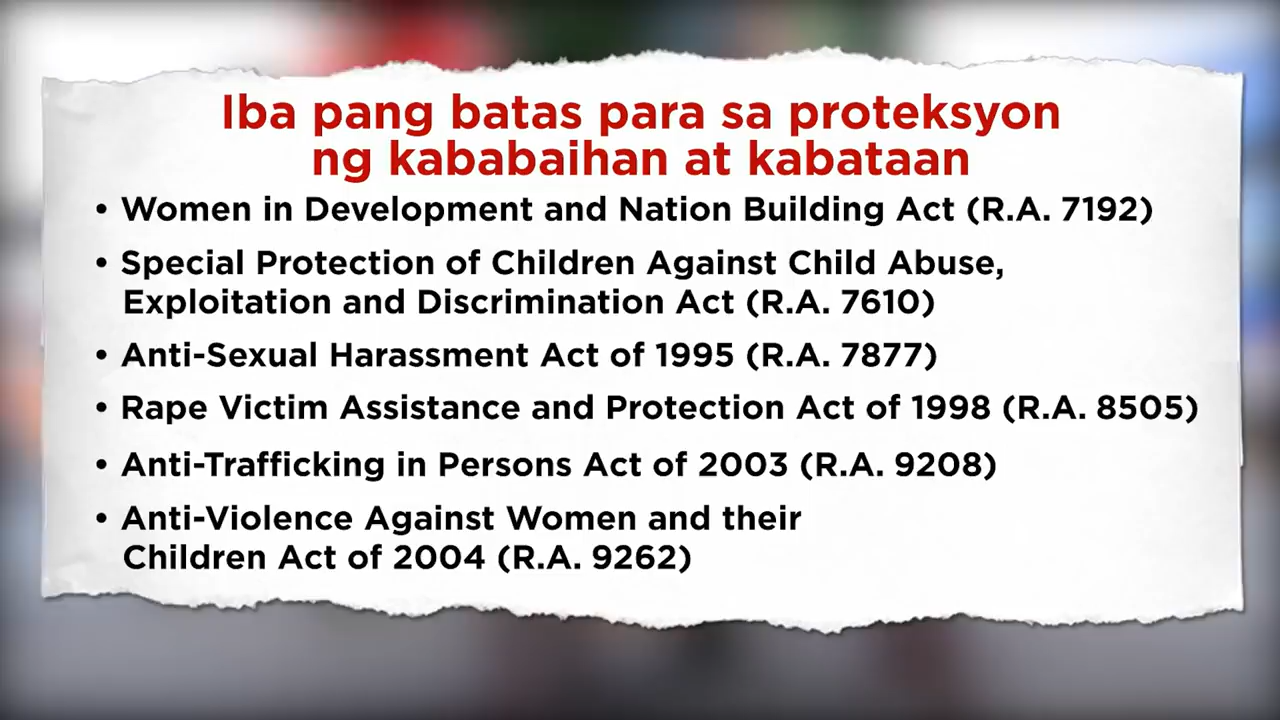 Iba pang batas para sa proteksyon
ng kababaihan at kabataan
• Women in Development and Nation Building Act (R.A. 7192)
• Special Protection of Children Against Child Abuse,
Exploitation and Discrimination Act (R.A. 7610)
• Anti-Sexual Harassment Act of 1995 (R.A. 7877)
• Rape Victim Assistance and Protection Act of 1998 (R.A. 8505)
• Anti-Trafficking in Persons Act of 2003 (R.A. 9208)
• Anti-Violence Against Women and their
Children Act of 2004 (R.A. 9262)